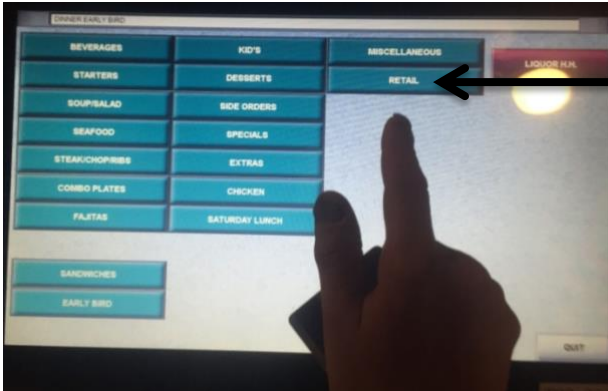 DINNER EARLY BIRD
BEVERAGES
KID'S
MISCELLANEOUS
LIQUOR H.H.
STARTERS
DESSERTS
RETAIL
SOUP/SALAD
SIDE ORDERS
SEAFOOD
SPECIALS
STEAK/CHOP/RIBS
EXTRAS
COMBO PLATES
CHICKEN
FAJITAS
SATURDAY LUNCH
SANDWICHES
EARLY BIRD
QUIT